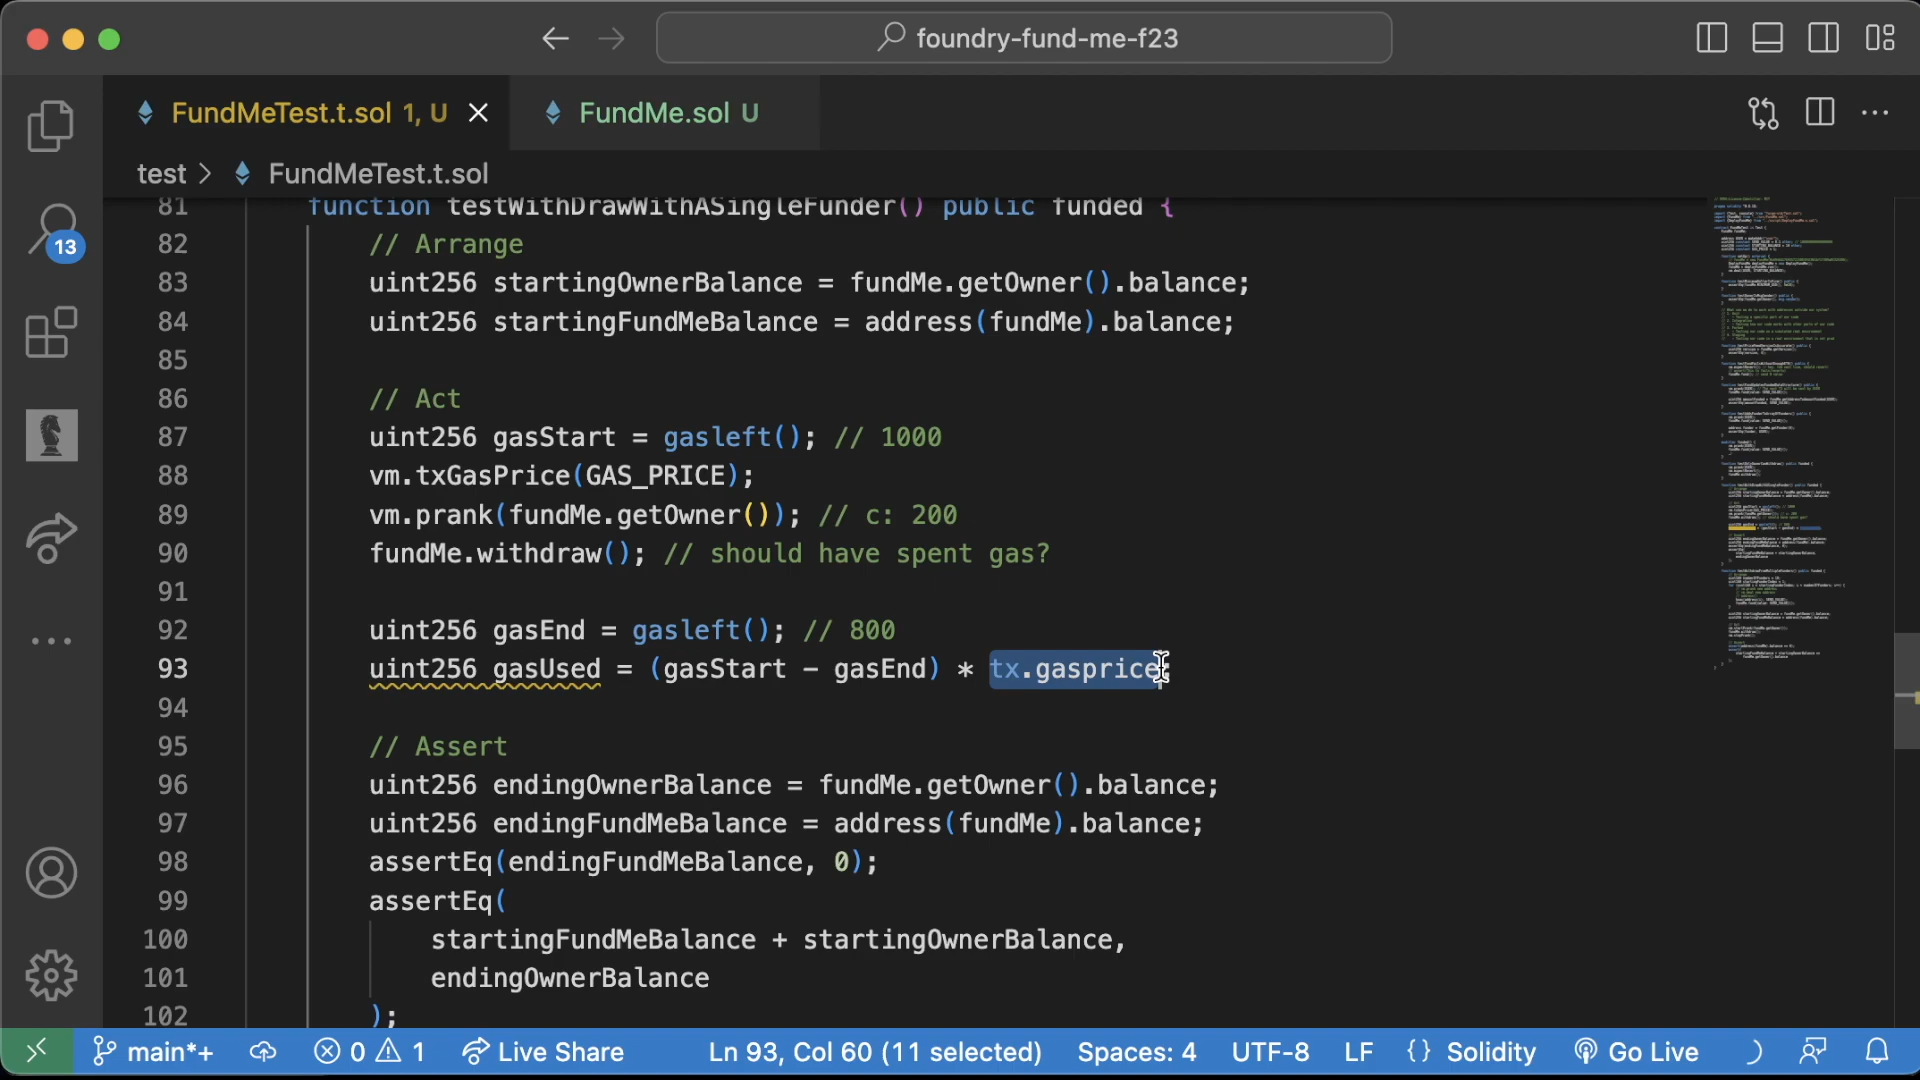 foundry-fund-me-f23
FundMeTest.t.sol 1, U
FundMe.sol U
test > FundMeTest.t.sol
13
81 function testWithDrawWithASingleFunder() public funded {
82 // Arrange
83 uint256 startingOwnerBalance = fundMe.getOwner().balance;
84 uint256 startingFundMeBalance = address(fundMe).balance;
85
86 // Act
87 uint256 gasStart = gasleft(); // 1000
88 vm.txGasPrice(GAS_PRICE);
89 vm.prank(fundMe.getOwner()); // c: 200
90 fundMe.withdraw(); // should have spent gas?
91
92 uint256 gasEnd = gasleft(); // 800
93 uint256 gasUsed = (gasStart - gasEnd) * tx.gasprice;
94
95 // Assert
96 uint256 endingOwnerBalance = fundMe.getOwner().balance;
97 uint256 endingFundMeBalance = address(fundMe).balance;
98 assertEq(endingFundMeBalance, 0);
99 assertEq(
100 startingFundMeBalance + startingOwnerBalance,
101 endingOwnerBalance
102 );
main*+ 0 1 Live Share Ln 93, Col 60 (11 selected) Spaces: 4 UTF-8 LF {} Solidity Go Live